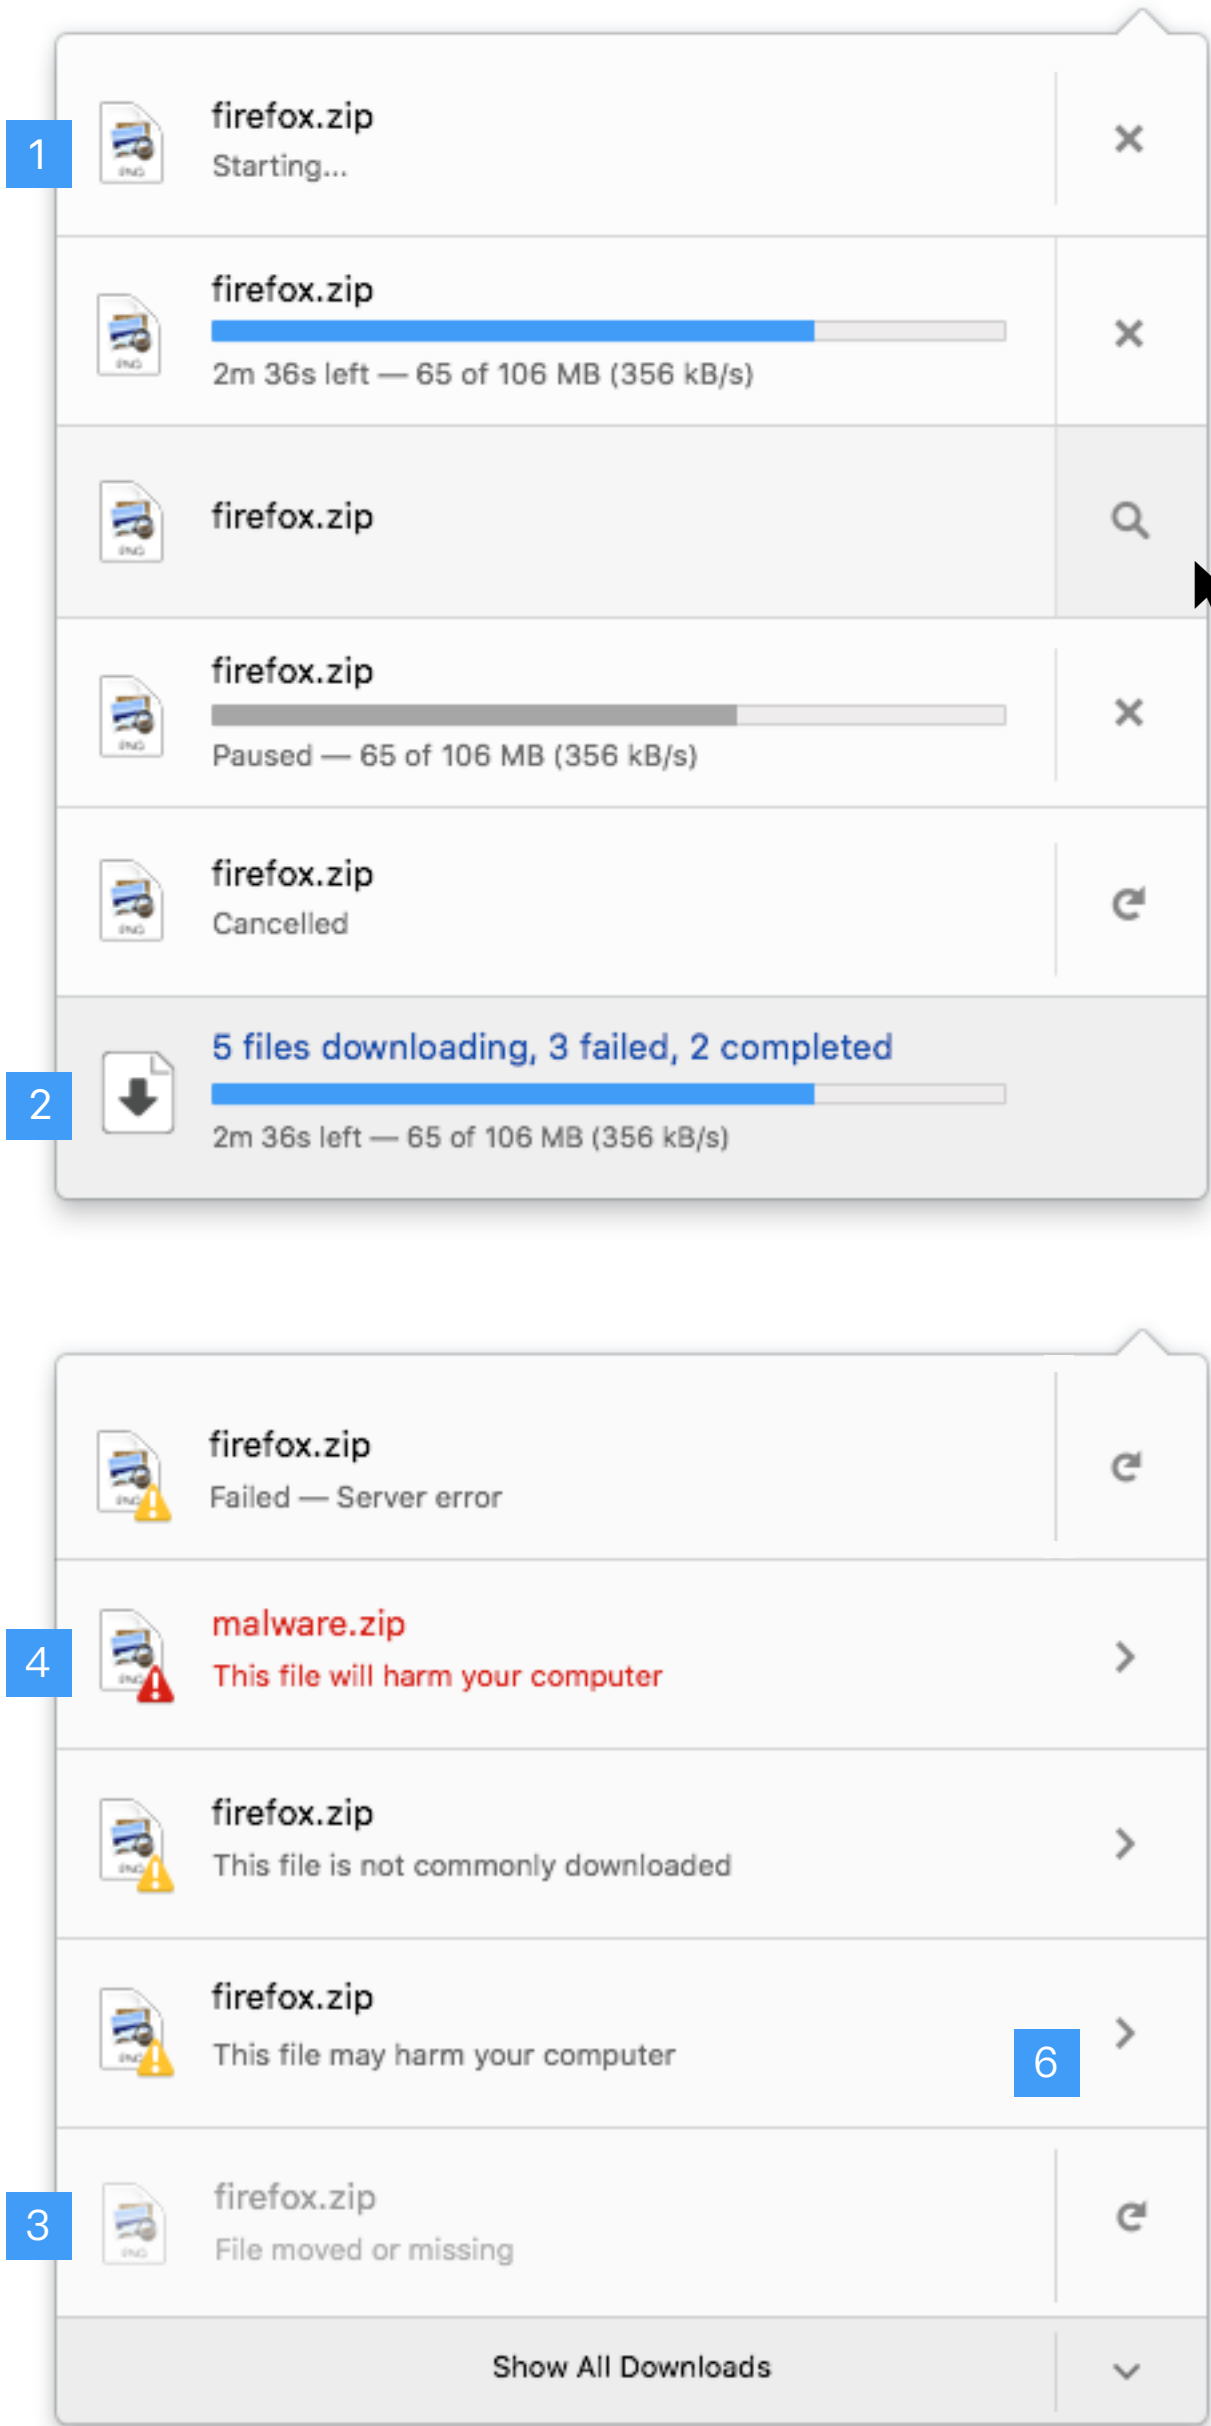 firefox.zip
1
Starting...
firefox.zip
2m 36s left — 65 of 106 MB (356 kB/s)
firefox.zip
firefox.zip
Paused — 65 of 106 MB (356 kB/s)
firefox.zip
Cancelled
5 files downloading, 3 failed, 2 completed
2
2m 36s left — 65 of 106 MB (356 kB/s)
firefox.zip
Failed — Server error
malware.zip
4
This file will harm your computer
firefox.zip
This file is not commonly downloaded
firefox.zip
This file may harm your computer
6
firefox.zip
3
File moved or missing
Show All Downloads